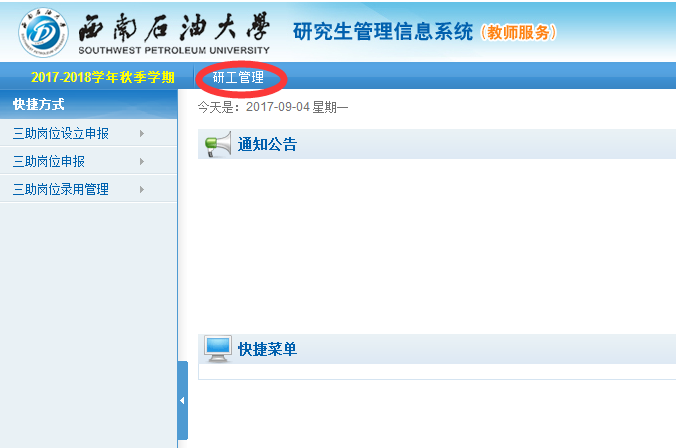 西南石油大学
SOUTHWEST PETROLEUM UNIVERSITY
研究生管理信息系统（教师服务）
2017-2018学年秋季学期
研工管理
快捷方式
今天是：2017-09-04 星期一
三助岗位设立申报
三助岗位申报
三助岗位录用管理
通知公告
快捷菜单